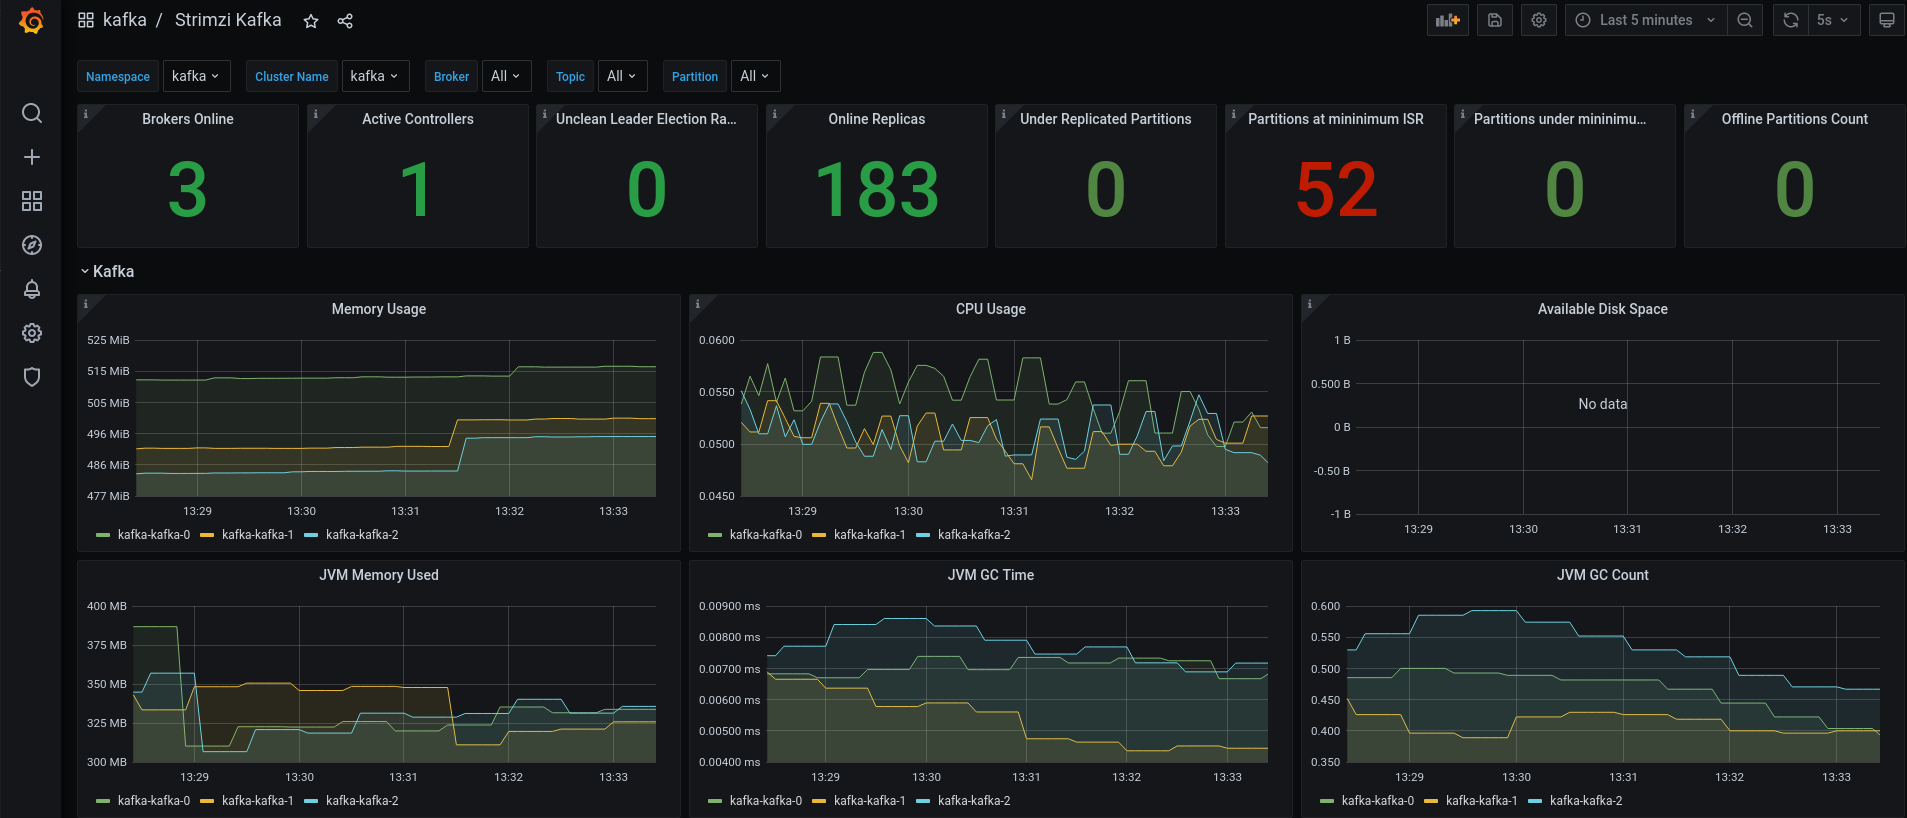 kafka / Strimzi Kafka
Last 5 minutes
5s
Namespace kafka Cluster Name kafka Broker All Topic All Partition All
Brokers Online
3
Active Controllers
1
Unclean Leader Election Ra...
0
Online Replicas
183
Under Replicated Partitions
0
Partitions at mininimum ISR
52
Partitions under mininimu...
0
Offline Partitions Count
0
Kafka
Memory Usage
525 MiB
515 MiB
505 MiB
496 MiB
486 MiB
477 MiB
13:29 13:30 13:31 13:32 13:33
kafka-kafka-0 kafka-kafka-1 kafka-kafka-2
CPU Usage
0.0600
0.0550
0.0500
0.0450
13:29 13:30 13:31 13:32 13:33
kafka-kafka-0 kafka-kafka-1 kafka-kafka-2
Available Disk Space
1 B
0.500 B
0 B
-0.50 B
-1 B
No data
13:29 13:30 13:31 13:32 13:33
JVM Memory Used
400 MB
375 MB
350 MB
325 MB
300 MB
13:29 13:30 13:31 13:32 13:33
kafka-kafka-0 kafka-kafka-1 kafka-kafka-2
JVM GC Time
0.00900 ms
0.00800 ms
0.00700 ms
0.00600 ms
0.00500 ms
0.00400 ms
13:29 13:30 13:31 13:32 13:33
kafka-kafka-0 kafka-kafka-1 kafka-kafka-2
JVM GC Count
0.600
0.550
0.500
0.450
0.400
0.350
13:29 13:30 13:31 13:32 13:33
kafka-kafka-0 kafka-kafka-1 kafka-kafka-2